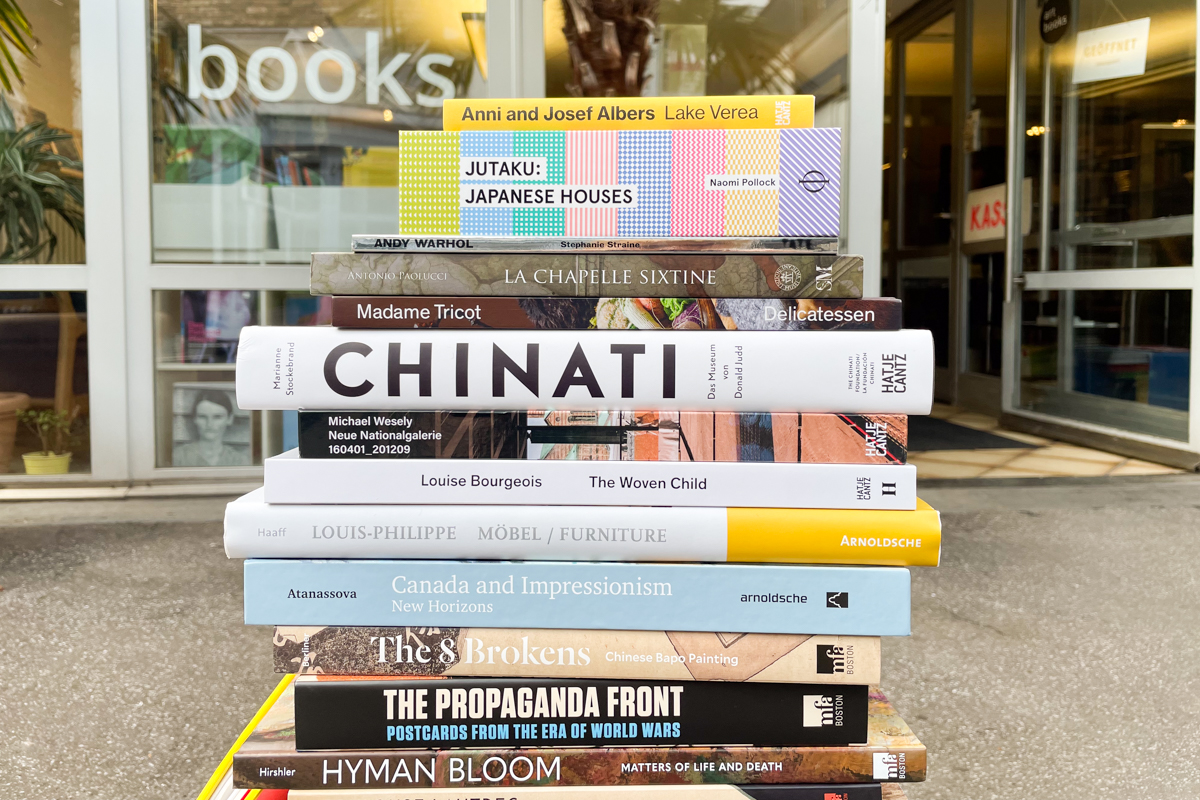 books
art
books
GEÖFFNET
KASS
Anni and Josef Albers Lake Verea HATJE
CANTZ
JUTAKU:
JAPANESE HOUSES
Naomi Pollock
ANDY WARHOL Stephanie Straine TATE
ANTONIO PAOLUCCI LA CHAPELLE SIXTINE SM
Madame Tricot Delicatessen
Marianne
Stockebrand
CHINATI
Das Museum
von
Donald Judd
THE CHINATI
FOUNDATION/
LA FUNDACIÓN
CHINATI
HATJE
CANTZ
Michael Wesely
Neue Nationalgalerie
160401_201209
HATJE
CANTZ
Louise Bourgeois The Woven Child HATJE
CANTZ
H
Haaff LOUIS-PHILIPPE MÖBEL / FURNITURE ARNOLDSCHE
Atanassova Canada and Impressionism
New Horizons
arnoldsche
Berliner The 8 Brokens Chinese Bapo Painting mfa
BOSTON
THE PROPAGANDA FRONT
POSTCARDS FROM THE ERA OF WORLD WARS
mfa
BOSTON
Hirshler HYMAN BLOOM MATTERS OF LIFE AND DEATH mfa
BOSTON